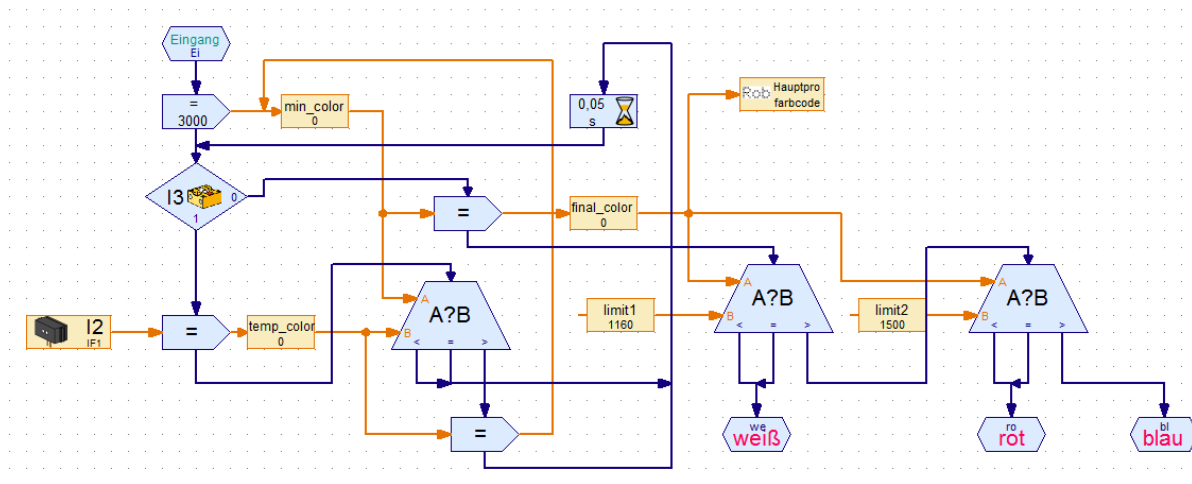 Eingang
Ei
=
3000
min_color
0
0,05
s
Rob
Hauptpro
farbcode
I3
0
1
=
final_color
0
A?B
A
B
<
=
>
limit1
1160
A?B
A
B
<
=
>
limit2
1500
A?B
A
B
<
=
>
I2
IF1
=
temp_color
0
=
we
weiß
ro
rot
bl
blau